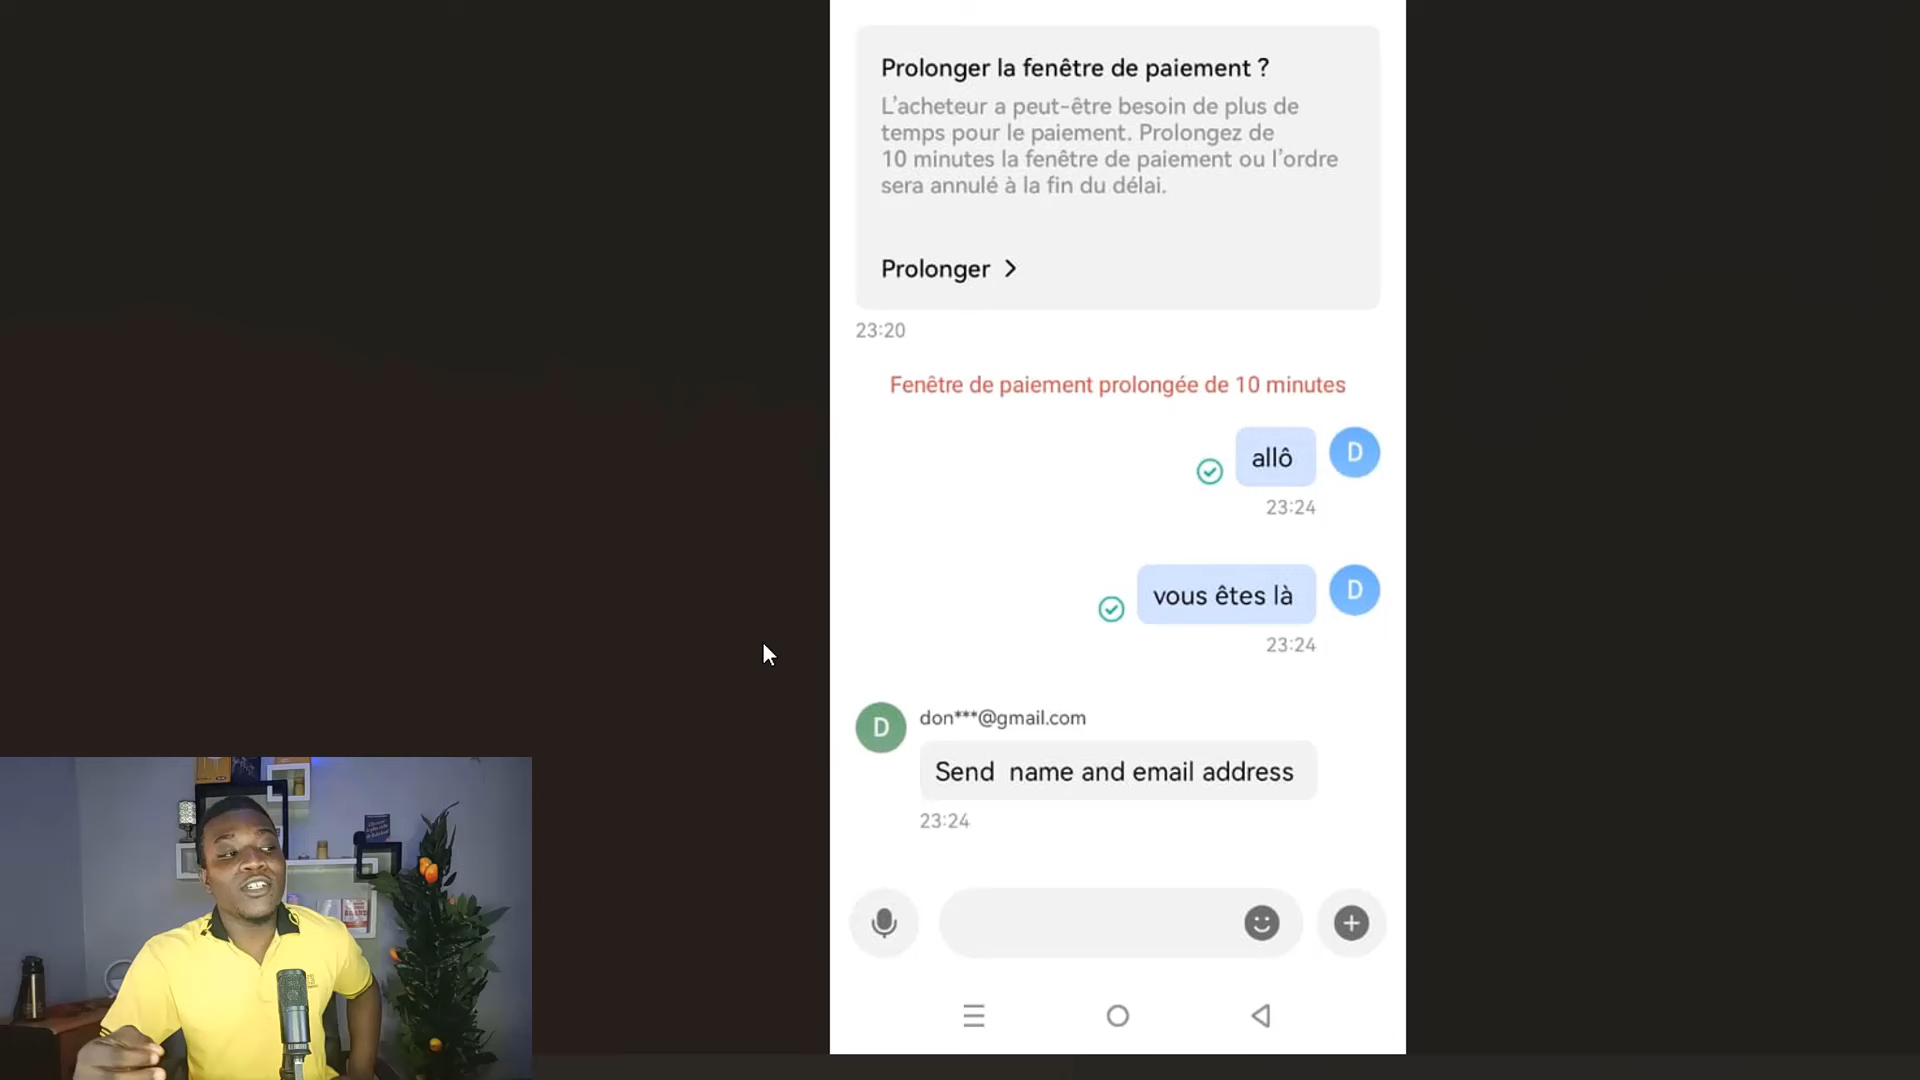 Prolonger la fenêtre de paiement ?
L'acheteur a peut-être besoin de plus de
temps pour le paiement. Prolongez de
10 minutes la fenêtre de paiement ou l'ordre
sera annulé à la fin du délai.
Prolonger
23:20
Fenêtre de paiement prolongée de 10 minutes
allô
D
23:24
vous êtes là
D
23:24
D
don***@gmail.com
Send  name and email address
23:24